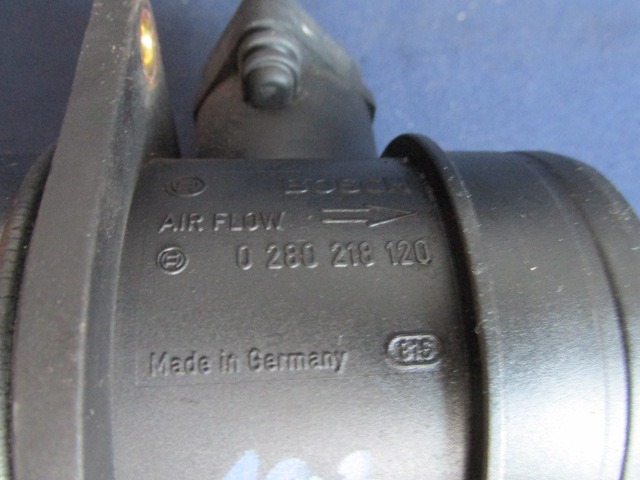 BOSCH
AIR FLOW
0 280 218 120
Made in Germany